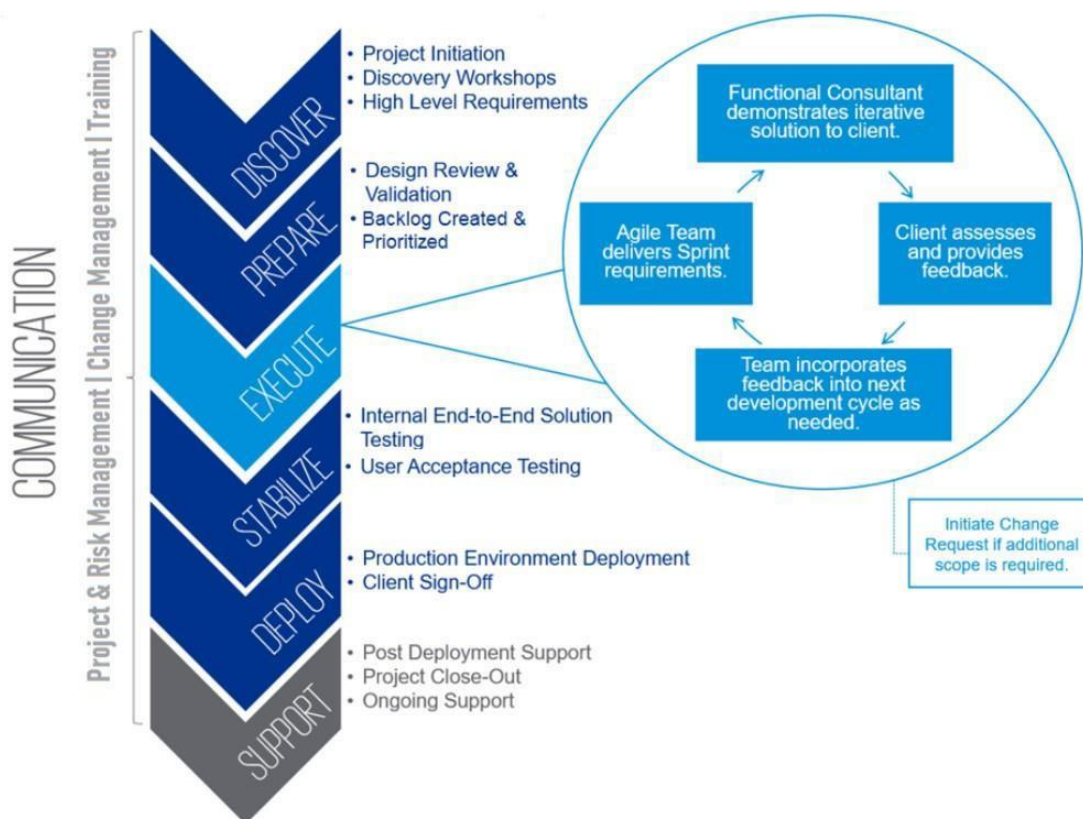 COMMUNICATION
Project & Risk Management | Change Management | Training
DISCOVER
• Project Initiation
• Discovery Workshops
• High Level Requirements
PREPARE
• Design Review &
Validation
• Backlog Created &
Prioritized
EXECUTE
Functional Consultant
demonstrates iterative
solution to client.
Client assesses
and provides
feedback.
Team incorporates
feedback into next
development cycle as
needed.
Agile Team
delivers Sprint
requirements.
Initiate Change
Request if additional
scope is required.
STABILIZE
• Internal End-to-End Solution
Testing
• User Acceptance Testing
DEPLOY
• Production Environment Deployment
• Client Sign-Off
SUPPORT
• Post Deployment Support
• Project Close-Out
• Ongoing Support